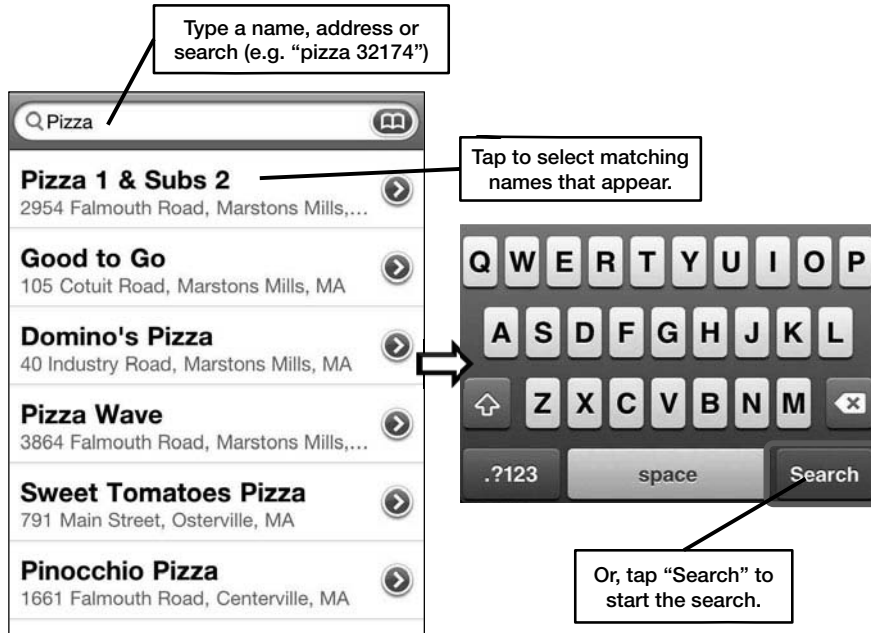 Type a name, address or
search (e.g. “pizza 32174”)
Pizza
Pizza 1 & Subs 2
2954 Falmouth Road, Marstons Mills,...
Good to Go
105 Cotuit Road, Marstons Mills, MA
Domino's Pizza
40 Industry Road, Marstons Mills, MA
Pizza Wave
3864 Falmouth Road, Marstons Mills,...
Sweet Tomatoes Pizza
791 Main Street, Osterville, MA
Pinocchio Pizza
1661 Falmouth Road, Centerville, MA
Tap to select matching
names that appear.
Q W E R T Y U I O P
A S D F G H J K L
Z X C V B N M
.?123 space Search
Or, tap “Search” to
start the search.